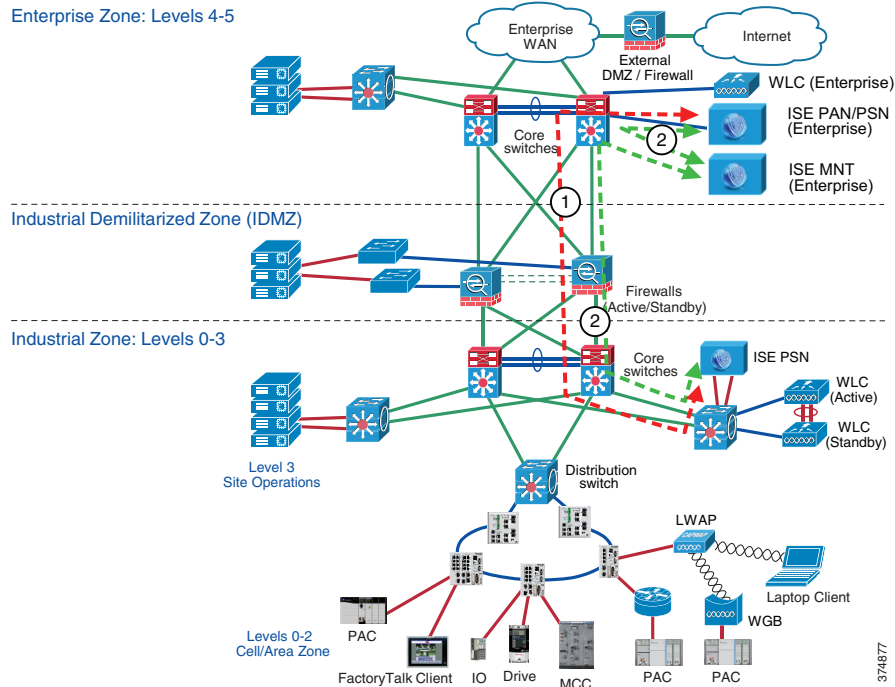 Enterprise Zone: Levels 4-5
Enterprise
WAN
External
DMZ / Firewall
Internet
WLC (Enterprise)
ISE PAN/PSN
(Enterprise)
Core
switches
2
ISE MNT
(Enterprise)
1
Industrial Demilitarized Zone (IDMZ)
Firewalls
(Active/Standby)
2
Industrial Zone: Levels 0-3
Core
switches
ISE PSN
WLC
(Active)
WLC
(Standby)
Level 3
Site Operations
Distribution
switch
LWAP
CAPWAP
Laptop Client
WGB
Levels 0-2
Cell/Area Zone
PAC
FactoryTalk Client
IO
Drive
MCC
PAC
PAC
374877